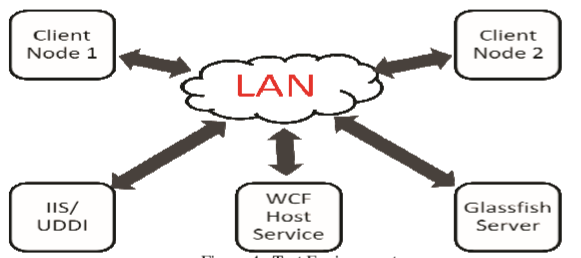 Client
Node 1
Client
Node 2
LAN
IIS/
UDDI
WCF
Host
Service
Glassfish
Server